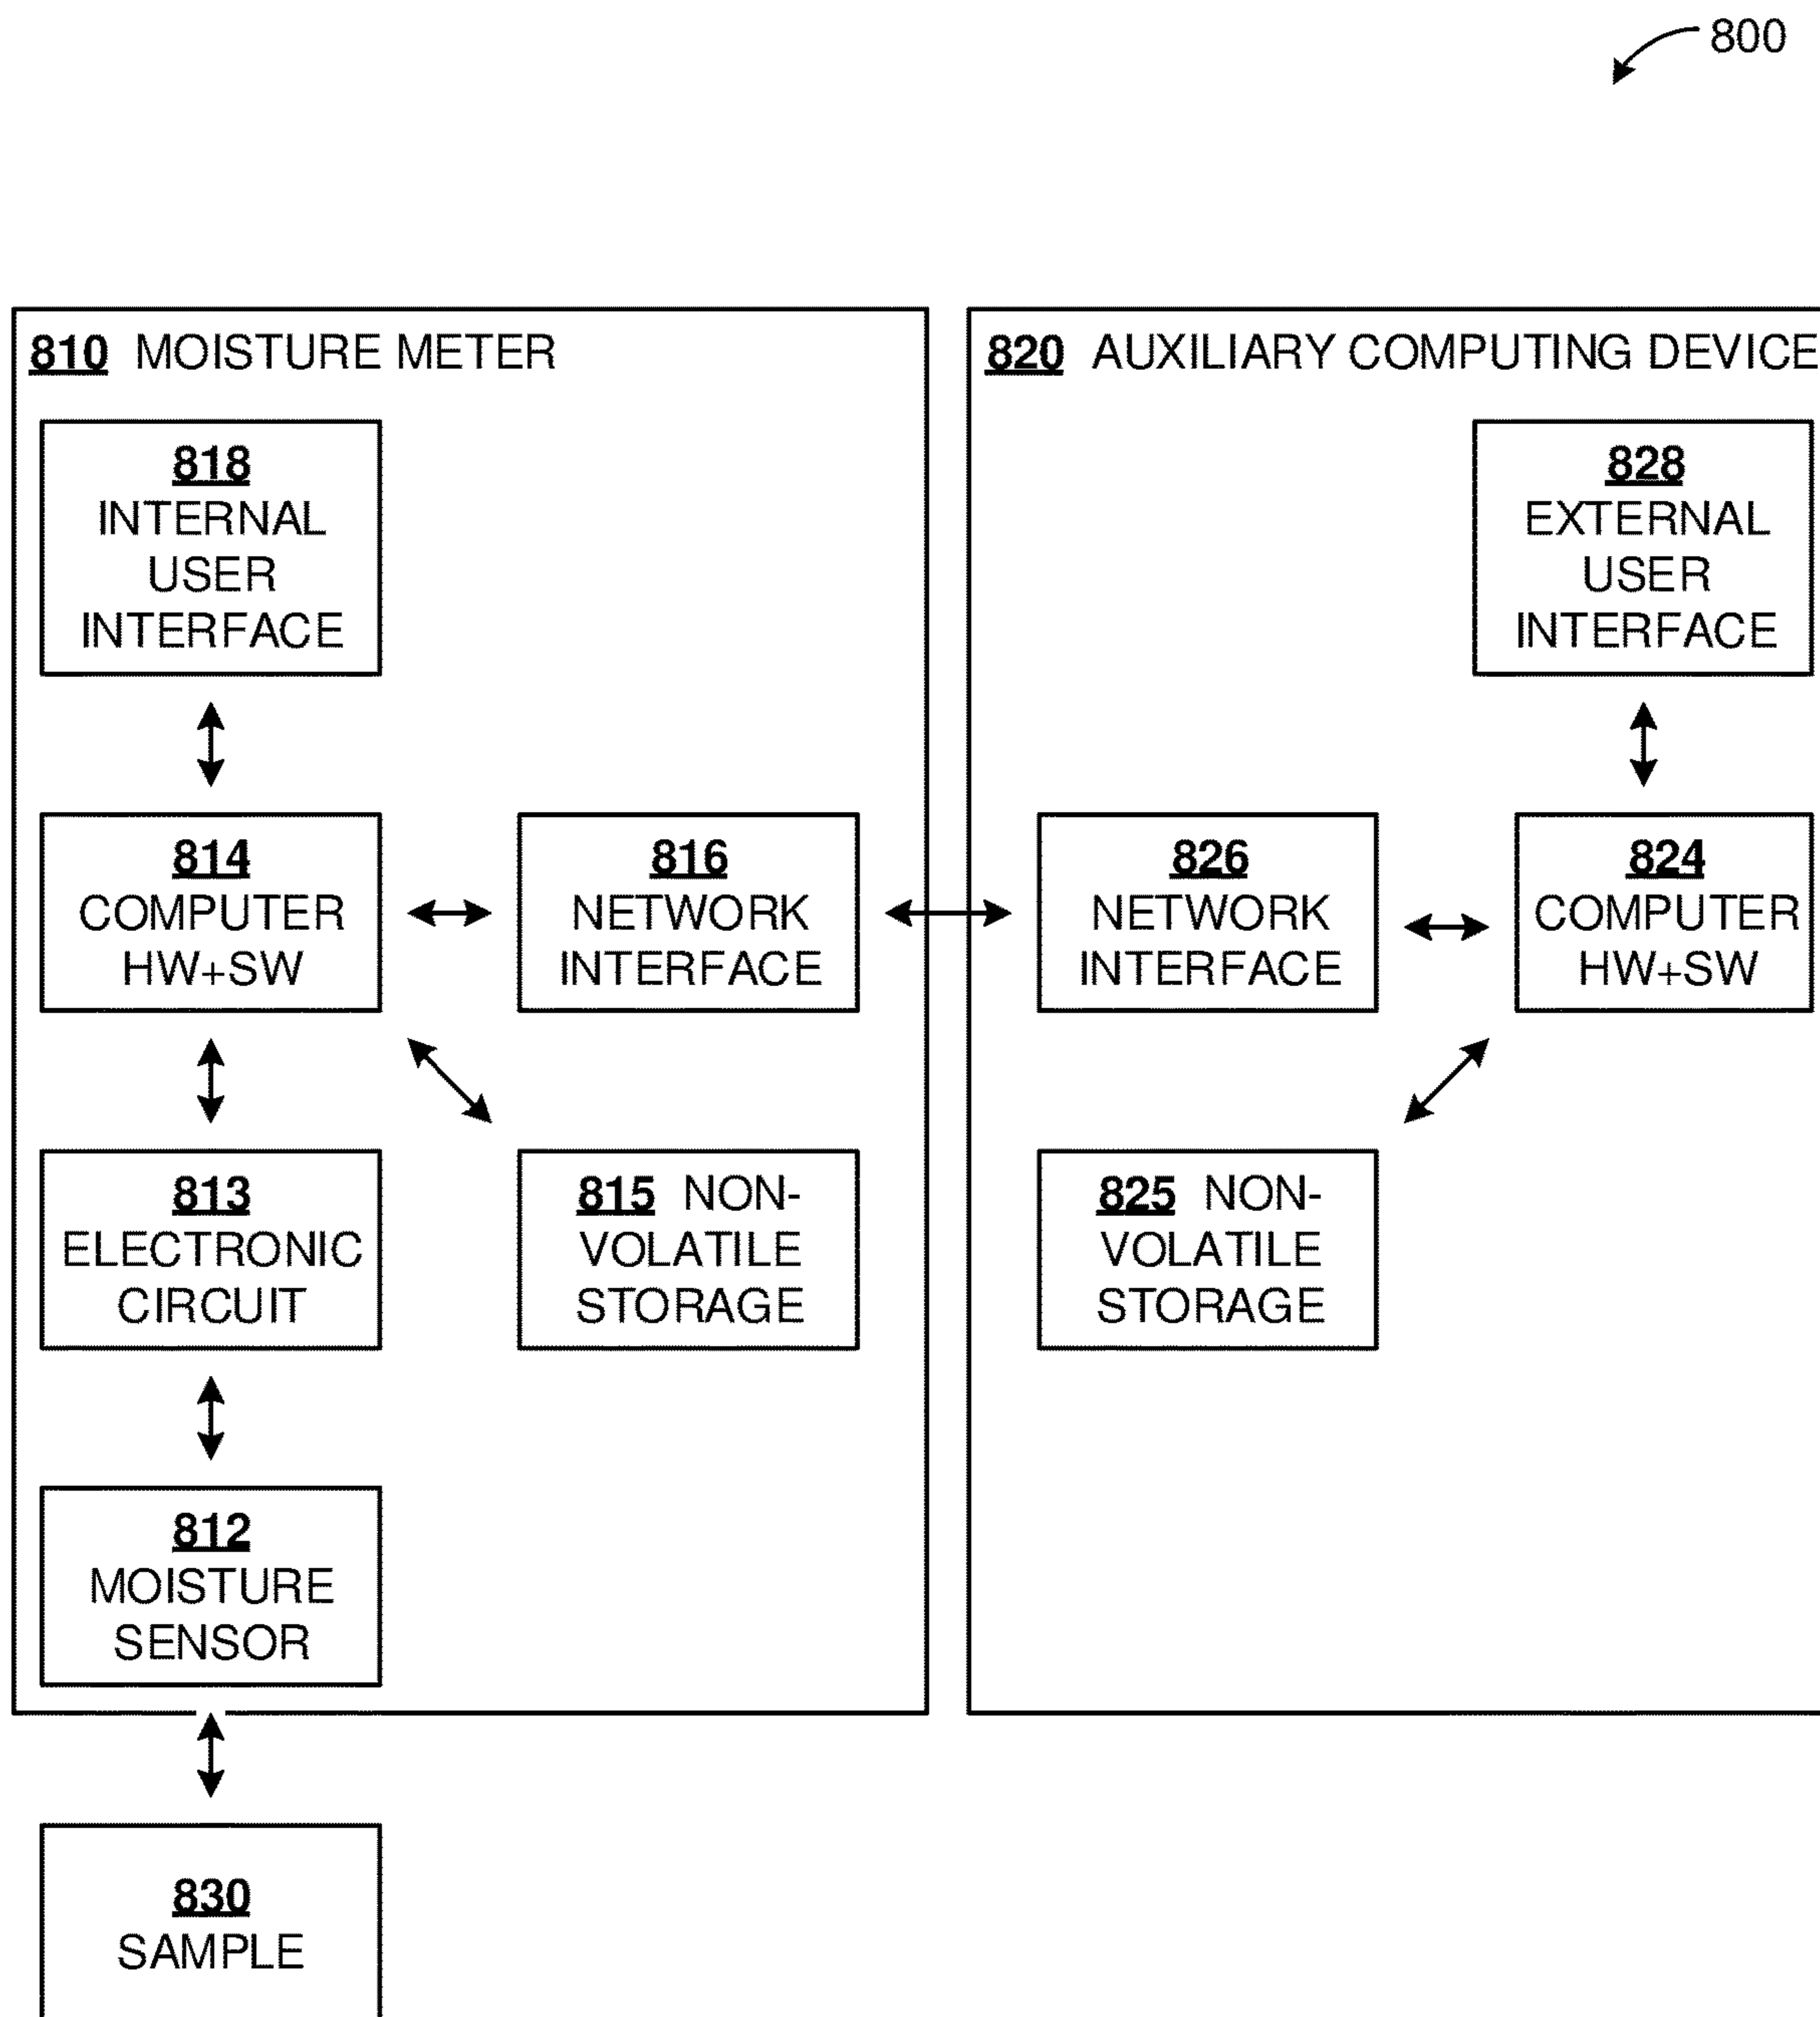 800
810 MOISTURE METER
818
INTERNAL
USER
INTERFACE
814
COMPUTER
HW+SW
816
NETWORK
INTERFACE
813
ELECTRONIC
CIRCUIT
815 NON-
VOLATILE
STORAGE
812
MOISTURE
SENSOR
820 AUXILIARY COMPUTING DEVICE
828
EXTERNAL
USER
INTERFACE
826
NETWORK
INTERFACE
824
COMPUTER
HW+SW
825 NON-
VOLATILE
STORAGE
830
SAMPLE